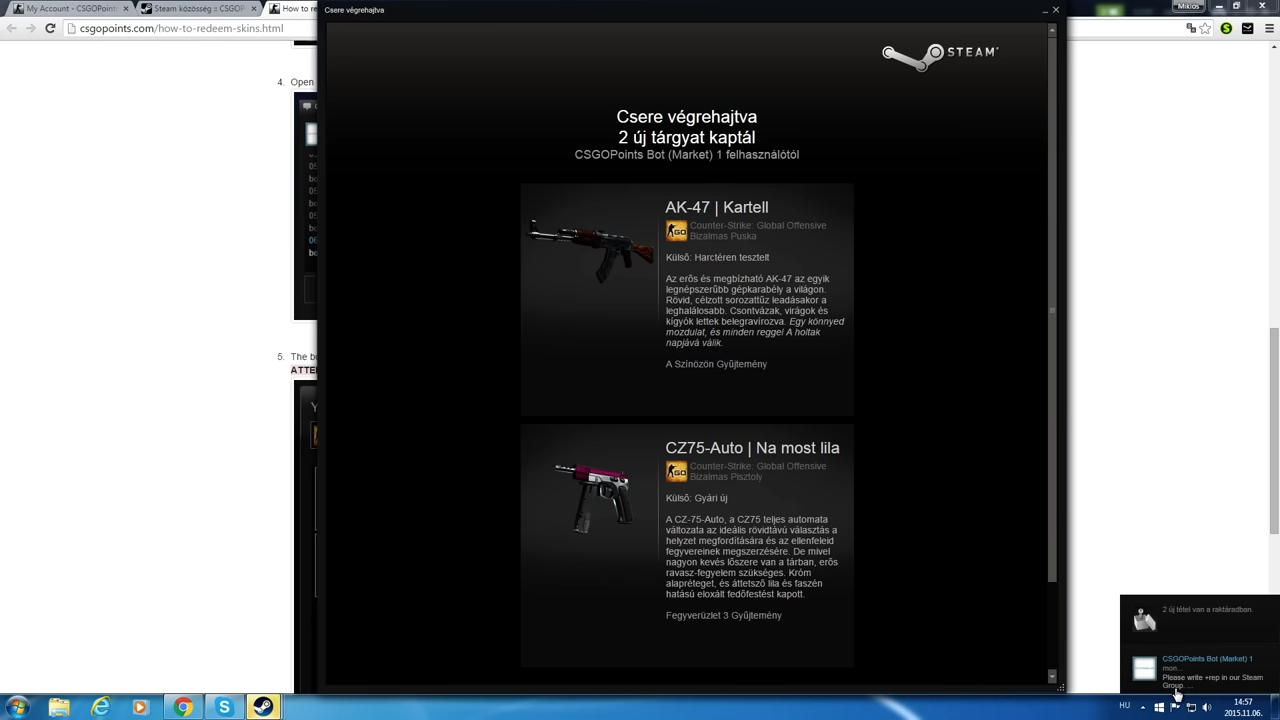 My Account - CSGOPoints
Steam közösség :: CSGOP
How to re
Miklós
csgopoints.com/how-to-redeem-skins.html
Csere végrehajtva
STEAM
4. Open
Csere végrehajtva
2 új tárgyat kaptál
CSGOPoints Bot (Market) 1 felhasználótól
AK-47 | Kartell
Counter-Strike: Global Offensive
Bizalmas Puska
Külső: Harctéren tesztelt
Az erős és megbízható AK-47 az egyik
legnépszerűbb gépkarabély a világon.
Rövid, célzott sorozattűz leadásakor a
leghalálosabb. Csontvázak, virágok és
kígyók lettek belegravírozva. Egy könnyed
mozdulat, és minden reggel A holtak
napjává válik.
A Színözön Gyűjtemény
5. The b
ATTE
CZ75-Auto | Na most lila
Counter-Strike: Global Offensive
Bizalmas Pisztoly
Külső: Gyári új
A CZ-75-Auto, a CZ75 teljes automata
változata az ideális rövidtávú választás a
helyzet megfordítására és az ellenfeleid
fegyvereinek megszerzésére. De mivel
nagyon kevés lőszere van a tárban, erős
ravasz-fegyelem szükséges. Króm
alapréteget, és áttetsző lila és faszén
hatású eloxált fedőfestést kapott.
Fegyverüzlet 3 Gyűjtemény
2 új tétel van a raktáradban.
CSGOPoints Bot (Market) 1
mon...
Please write +rep in our Steam
Group. ...
HU
14:57
2015.11.06.